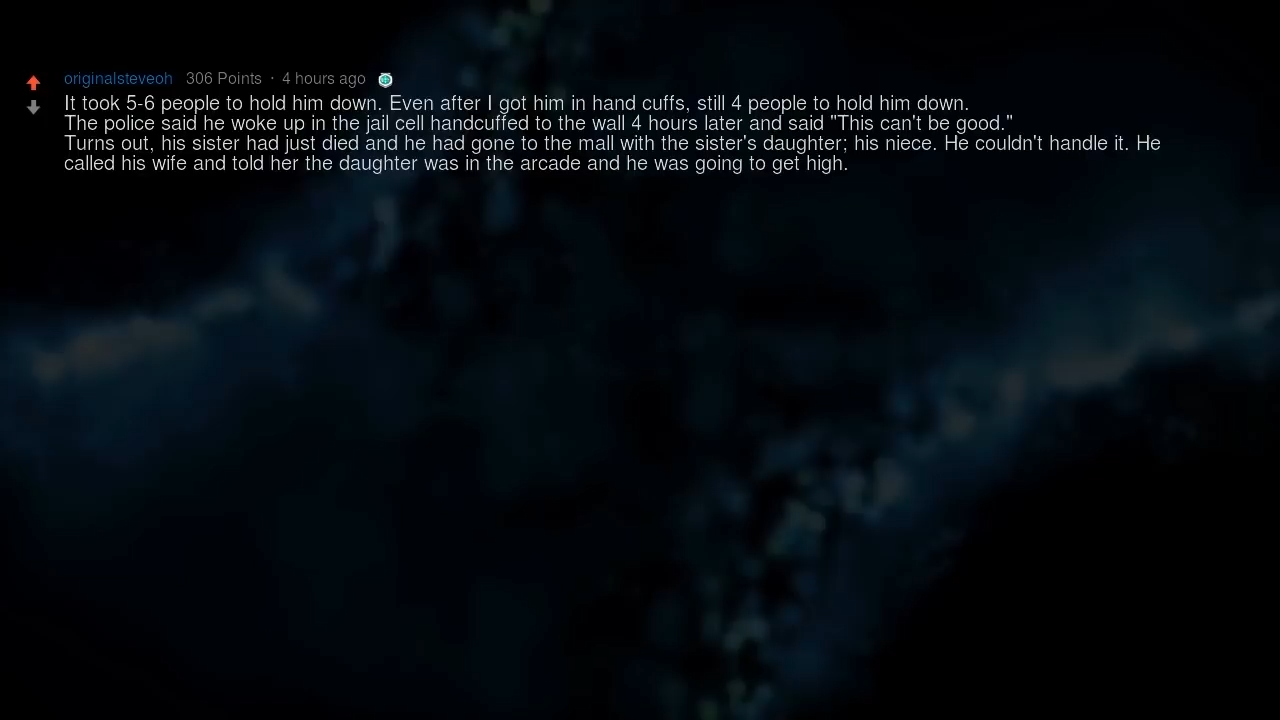 originalsteveoh 306 Points · 4 hours ago
It took 5-6 people to hold him down. Even after I got him in hand cuffs, still 4 people to hold him down.
The police said he woke up in the jail cell handcuffed to the wall 4 hours later and said "This can't be good."
Turns out, his sister had just died and he had gone to the mall with the sister's daughter; his niece. He couldn't handle it. He
called his wife and told her the daughter was in the arcade and he was going to get high.